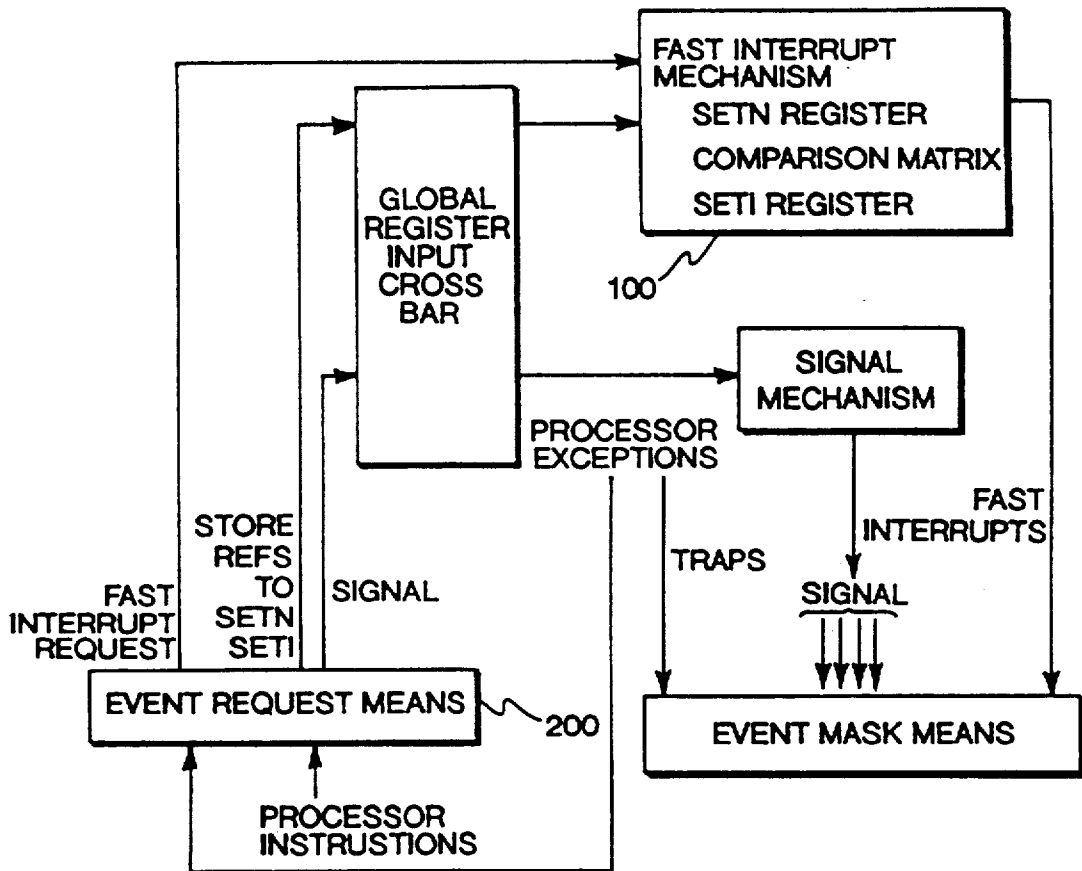 FAST INTERRUPT
MECHANISM
SETN REGISTER
COMPARISON MATRIX
SETI REGISTER
100
GLOBAL
REGISTER
INPUT
CROSS
BAR
SIGNAL
MECHANISM
PROCESSOR
EXCEPTIONS
STORE
REFS
TO
SETN
SETI
SIGNAL
FAST
INTERRUPT
REQUEST
TRAPS
FAST
INTERRUPTS
SIGNAL
EVENT REQUEST MEANS
200
EVENT MASK MEANS
PROCESSOR
INSTRUSTIONS